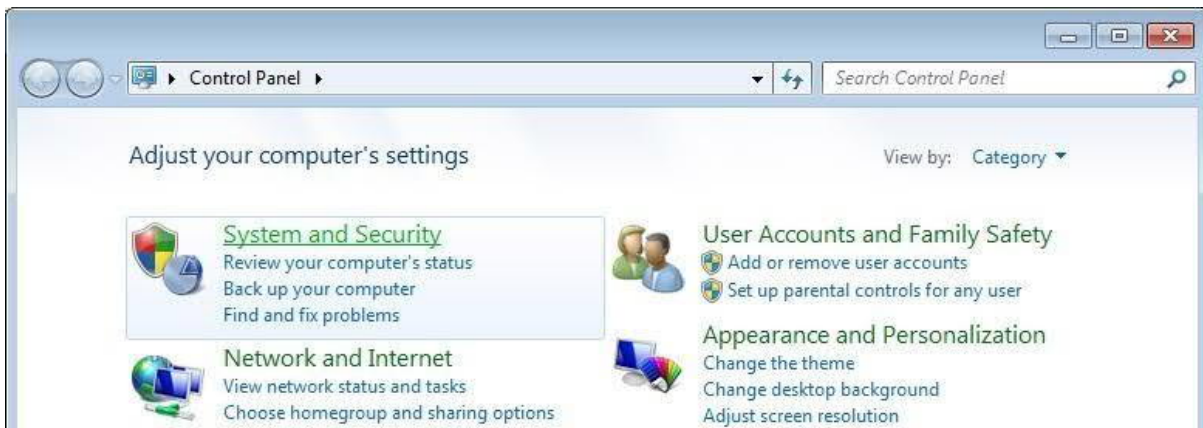 Control Panel
Search Control Panel
Adjust your computer's settings
View by: Category
System and Security
Review your computer's status
Back up your computer
Find and fix problems
Network and Internet
View network status and tasks
Choose homegroup and sharing options
User Accounts and Family Safety
Add or remove user accounts
Set up parental controls for any user
Appearance and Personalization
Change the theme
Change desktop background
Adjust screen resolution